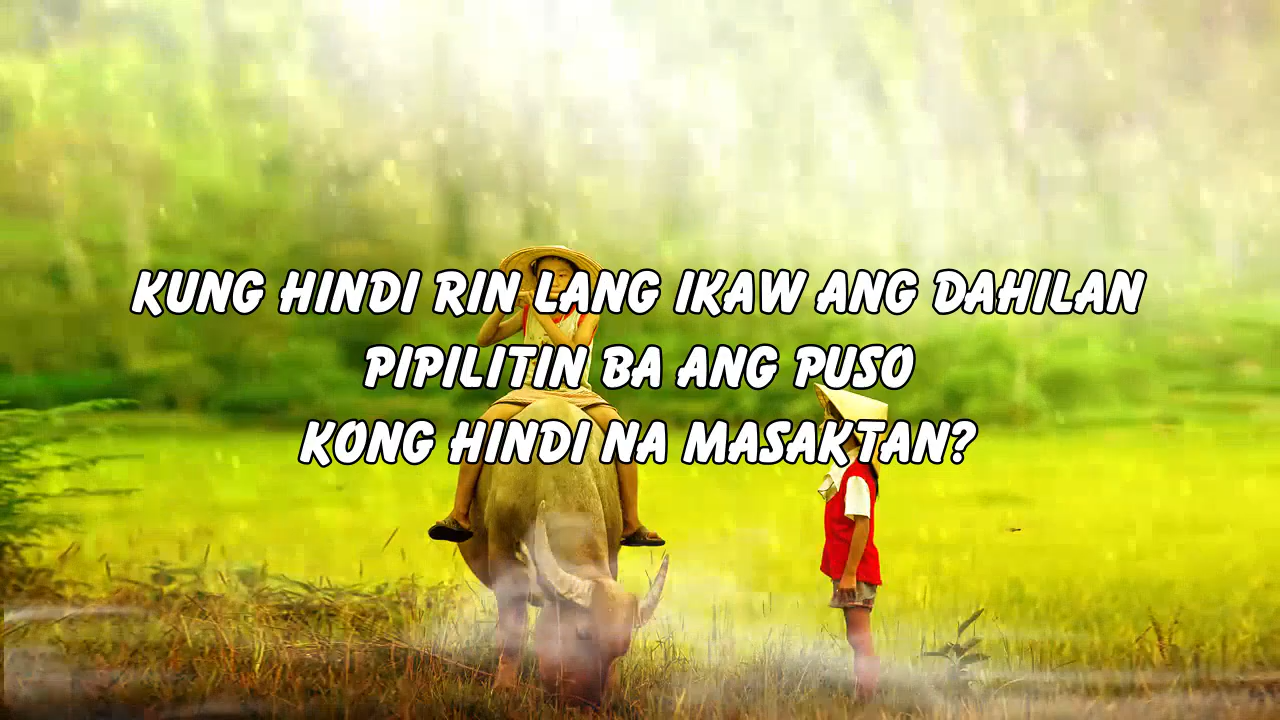 KUNG HINDI RIN LANG IKAW ANG DAHILAN
PIPILITIN BA ANG PUSO
KONG HINDI NA MASAKTAN?